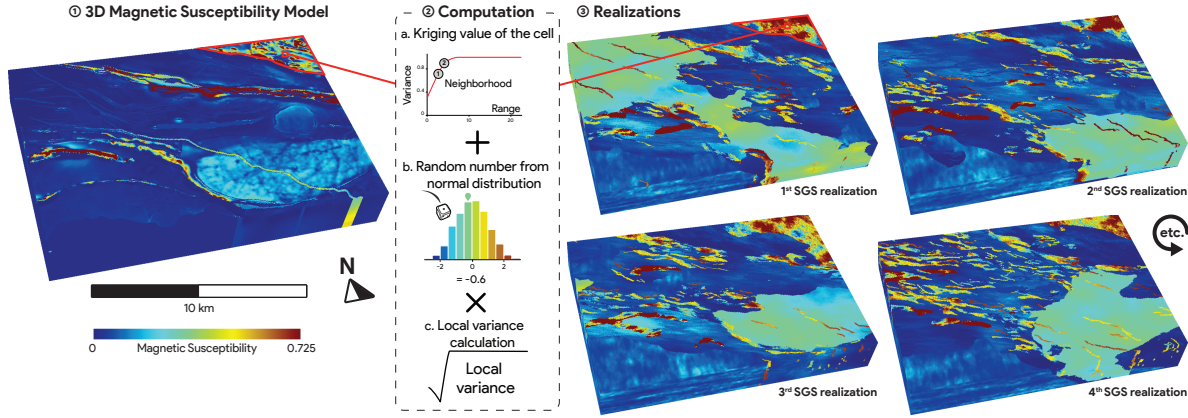 ① 3D Magnetic Susceptibility Model
N
10 km
0 Magnetic Susceptibility 0.725
② Computation
a. Kriging value of the cell
Variance
0.8
0.4
0
②
①
Neighborhood
Range
0 10 20
+
b. Random number from
normal distribution
-2 0 2
= -0.6
×
c. Local variance
calculation
√ Local
variance
③ Realizations
1st SGS realization
2nd SGS realization
3rd SGS realization
4th SGS realization
etc.